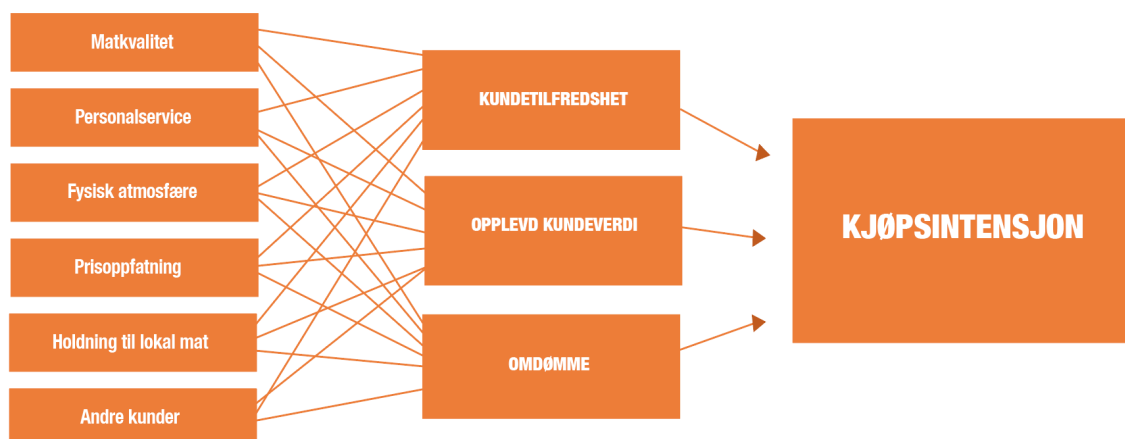 Matkvalitet
Personalservice
Fysisk atmosfære
Prisoppfatning
Holdning til lokal mat
Andre kunder
KUNDETILFREDSHET
OPPLEVD KUNDEVERDI
OMDØMME
KJØPSINTENSJON